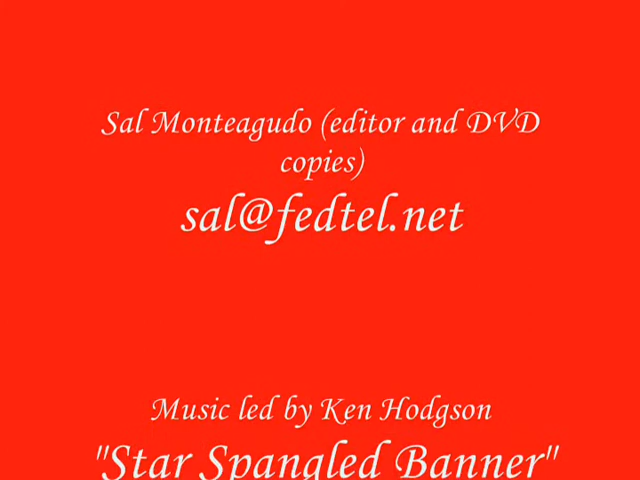 Sal Monteagudo (editor and DVD
copies)
sal@fedtel.net
Music led by Ken Hodgson
"Star Spangled Banner"